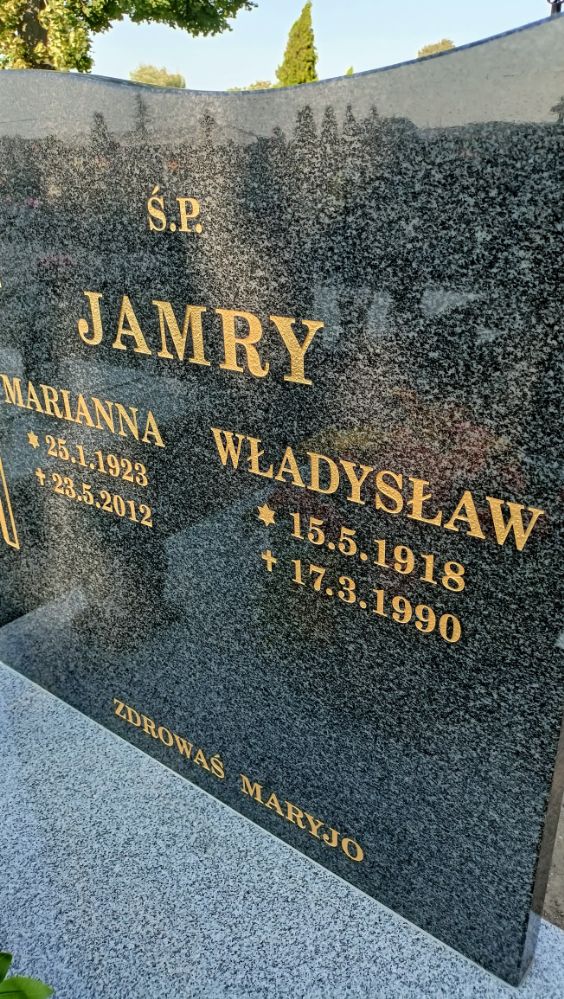 Ś.P.
JAMRY
MARIANNA
* 25.1.1923
✝ 23.5.2012
WŁADYSŁAW
* 15.5.1918
✝ 17.3.1990
ZDROWAŚ MARYJO